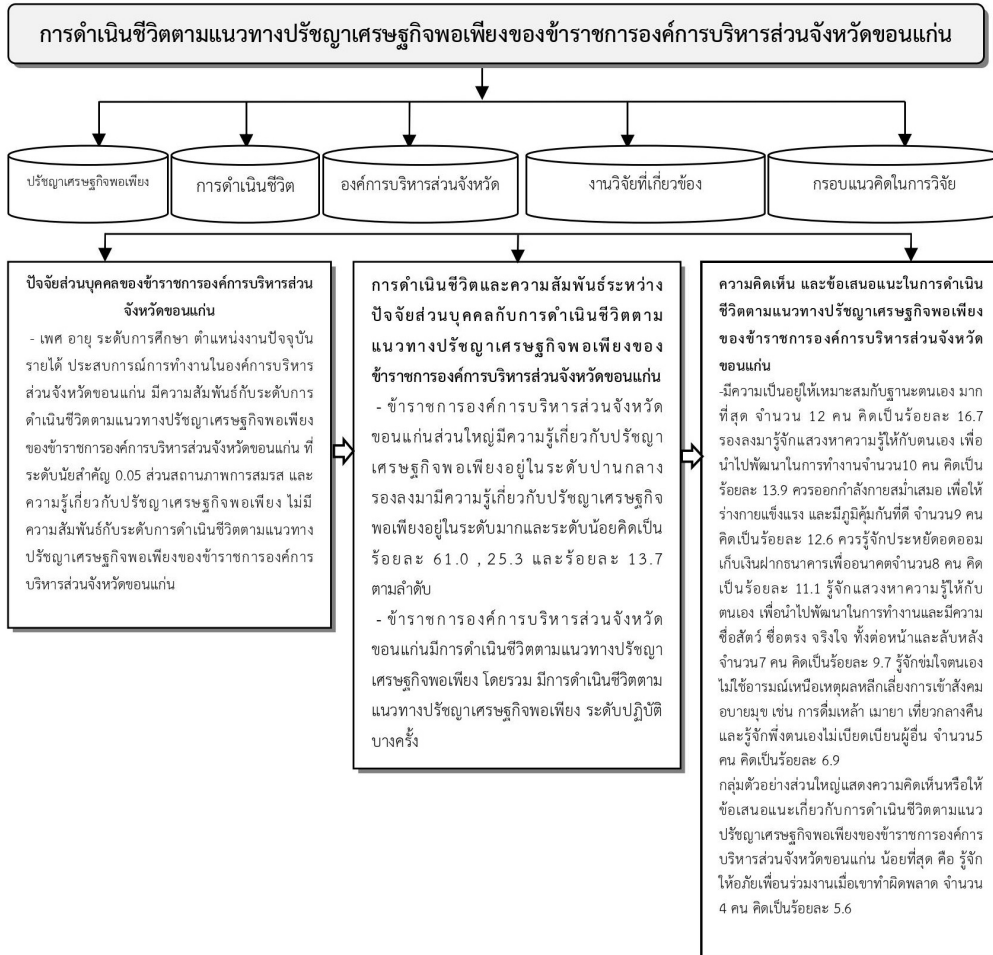 การดำเนินชีวิตตามแนวทางปรัชญาเศรษฐกิจพอเพียงของข้าราชการองค์การบริหารส่วนจังหวัดขอนแก่น
ปรัชญาเศรษฐกิจพอเพียง
การดำเนินชีวิต
องค์การบริหารส่วนจังหวัด
งานวิจัยที่เกี่ยวข้อง
กรอบแนวคิดในการวิจัย
ปัจจัยส่วนบุคคลของข้าราชการองค์การบริหารส่วน
จังหวัดขอนแก่น
- เพศ อายุ ระดับการศึกษา ตำแหน่งงานปัจจุบัน
รายได้ ประสบการณ์การทำงานในองค์การบริหาร
ส่วนจังหวัดขอนแก่น มีความสัมพันธ์กับระดับการ
ดำเนินชีวิตตามแนวทางปรัชญาเศรษฐกิจพอเพียง
ของข้าราชการองค์การบริหารส่วนจังหวัดขอนแก่น ที่
ระดับนัยสำคัญ 0.05 ส่วนสถานภาพการสมรส และ
ความรู้เกี่ยวกับปรัชญาเศรษฐกิจพอเพียง ไม่มี
ความสัมพันธ์กับระดับการดำเนินชีวิตตามแนวทาง
ปรัชญาเศรษฐกิจพอเพียงของข้าราชการองค์การ
บริหารส่วนจังหวัดขอนแก่น
การดำเนินชีวิตและความสัมพันธ์ระหว่าง
ปัจจัยส่วนบุคคลกับการดำเนินชีวิตตาม
แนวทางปรัชญาเศรษฐกิจพอเพียงของ
ข้าราชการองค์การบริหารส่วนจังหวัดขอนแก่น
- ข้าราชการองค์การบริหารส่วนจังหวัด
ขอนแก่นส่วนใหญ่มีความรู้เกี่ยวกับปรัชญา
เศรษฐกิจพอเพียงอยู่ในระดับปานกลาง
รองลงมามีความรู้เกี่ยวกับปรัชญาเศรษฐกิจ
พอเพียงอยู่ในระดับมากและระดับน้อยคิดเป็น
ร้อยละ 61.0 , 25.3 และร้อยละ 13.7
ตามลำดับ
- ข้าราชการองค์การบริหารส่วนจังหวัด
ขอนแก่นมีการดำเนินชีวิตตามแนวทางปรัชญา
เศรษฐกิจพอเพียง โดยรวม มีการดำเนินชีวิตตาม
แนวทางปรัชญาเศรษฐกิจพอเพียง ระดับปฏิบัติ
บางครั้ง
ความคิดเห็น และข้อเสนอแนะในการดำเนิน
ชีวิตตามแนวทางปรัชญาเศรษฐกิจพอเพียง
ของข้าราชการองค์การบริหารส่วนจังหวัด
ขอนแก่น
-มีความเป็นอยู่ให้เหมาะสมกับฐานะตนเอง มาก
ที่สุด จำนวน 12 คน คิดเป็นร้อยละ 16.7
รองลงมารู้จักแสวงหาความรู้ให้กับตนเอง เพื่อ
นำไปพัฒนาในการทำงานจำนวน10 คน คิดเป็น
ร้อยละ 13.9 ควรออกกำลังกายสม่ำเสมอ เพื่อให้
ร่างกายแข็งแรง และมีภูมิคุ้มกันที่ดี จำนวน9 คน
คิดเป็นร้อยละ 12.6 ควรรู้จักประหยัดอดออม
เก็บเงินฝากธนาคารเพื่ออนาคตจำนวน8 คน คิด
เป็นร้อยละ 11.1 รู้จักแสวงหาความรู้ให้กับ
ตนเอง เพื่อนำไปพัฒนาในการทำงานและมีความ
ซื่อสัตว์ ซื่อตรง จริงใจ ทั้งต่อหน้าและลับหลัง
จำนวน7 คน คิดเป็นร้อยละ 9.7 รู้จักข่มใจตนเอง
ไม่ใช้อารมณ์เหนือเหตุผลหลีกเลี่ยงการเข้าสังคม
อบายมุข เช่น การดื่มเหล้า เมายา เที่ยวกลางคืน
และรู้จักพึ่งตนเองไม่เบียดเบียนผู้อื่น จำนวน5
คน คิดเป็นร้อยละ 6.9
กลุ่มตัวอย่างส่วนใหญ่แสดงความคิดเห็นหรือให้
ข้อเสนอแนะเกี่ยวกับการดำเนินชีวิตตามแนว
ปรัชญาเศรษฐกิจพอเพียงของข้าราชการองค์การ
บริหารส่วนจังหวัดขอนแก่น น้อยที่สุด คือ รู้จัก
ให้อภัยเพื่อนร่วมงานเมื่อเขาทำผิดพลาด จำนวน
4 คน คิดเป็นร้อยละ 5.6